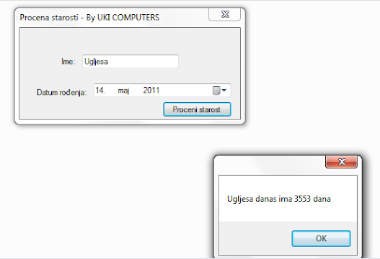 Procena starosti - By UKI COMPUTERS
Ime: Ugljesa
Datum rođenja: 14. maj 2011
Proceni starost
Ugljesa danas ima 3553 dana
OK